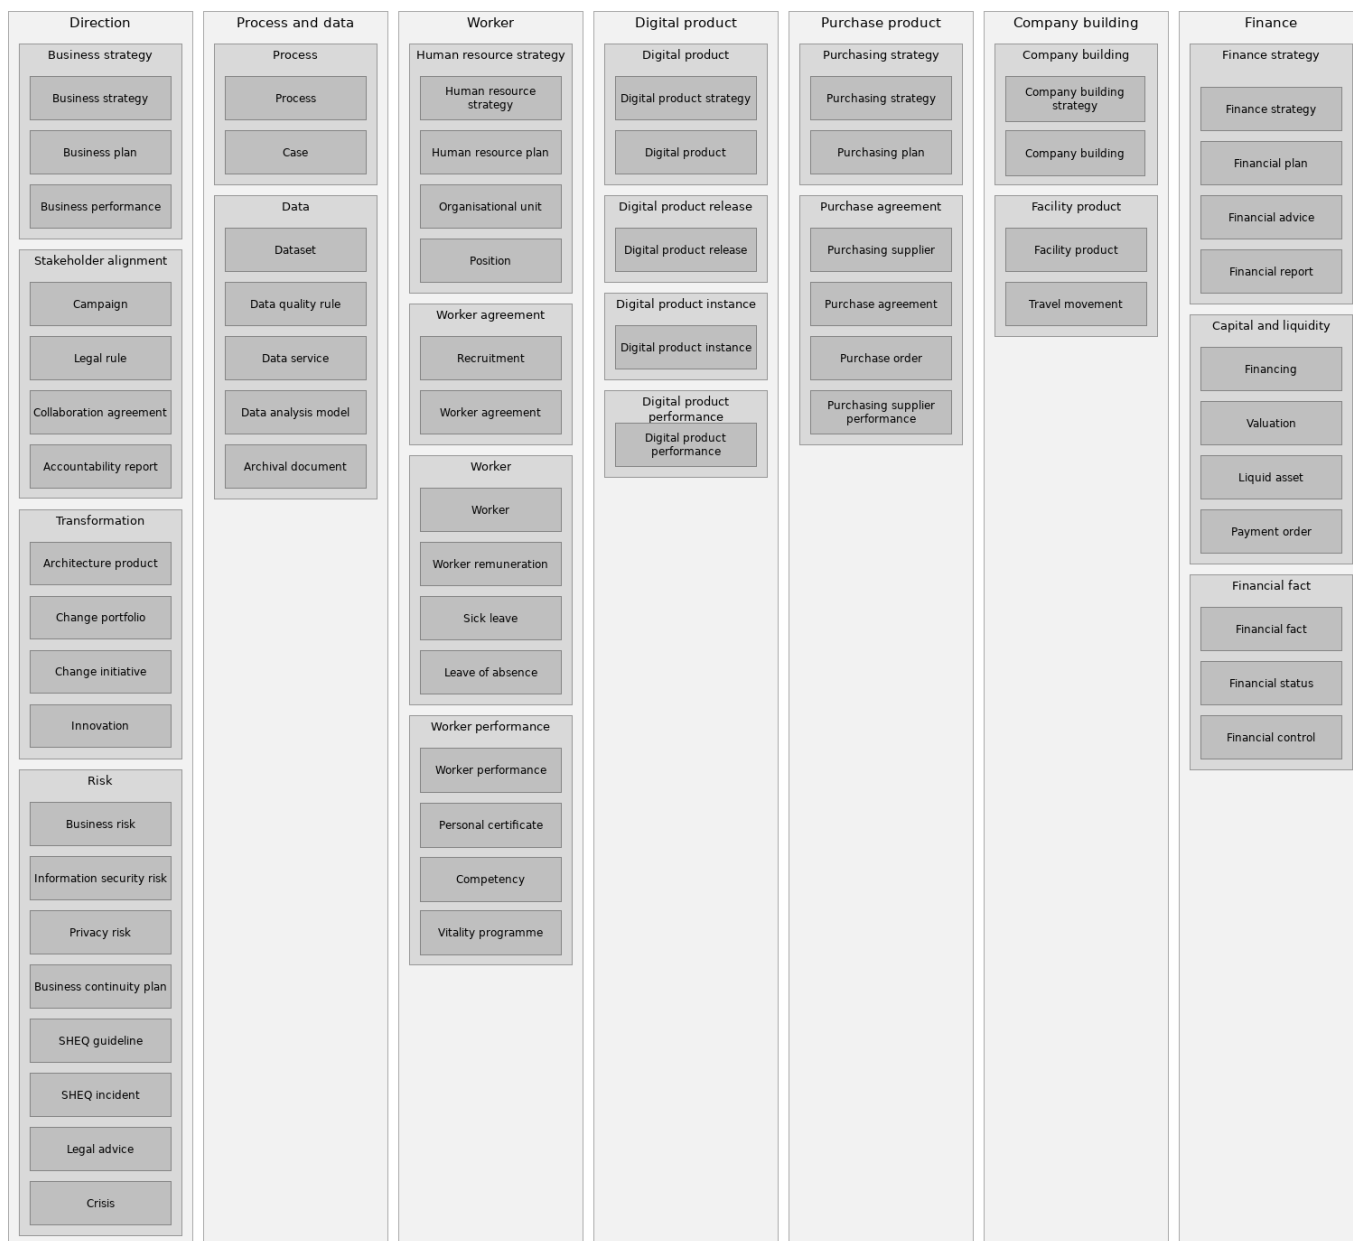 Direction
Business strategy
Business strategy
Business plan
Business performance
Stakeholder alignment
Campaign
Legal rule
Collaboration agreement
Accountability report
Transformation
Architecture product
Change portfolio
Change initiative
Innovation
Risk
Business risk
Information security risk
Privacy risk
Business continuity plan
SHEQ guideline
SHEQ incident
Legal advice
Crisis
Process and data
Process
Process
Case
Data
Dataset
Data quality rule
Data service
Data analysis model
Archival document
Worker
Human resource strategy
Human resource
strategy
Human resource plan
Organisational unit
Position
Worker agreement
Recruitment
Worker agreement
Worker
Worker
Worker remuneration
Sick leave
Leave of absence
Worker performance
Worker performance
Personal certificate
Competency
Vitality programme
Digital product
Digital product
Digital product strategy
Digital product
Digital product release
Digital product release
Digital product instance
Digital product instance
Digital product
performance
Digital product
performance
Purchase product
Purchasing strategy
Purchasing strategy
Purchasing plan
Purchase agreement
Purchasing supplier
Purchase agreement
Purchase order
Purchasing supplier
performance
Company building
Company building
Company building
strategy
Company building
Facility product
Facility product
Travel movement
Finance
Finance strategy
Finance strategy
Financial plan
Financial advice
Financial report
Capital and liquidity
Financing
Valuation
Liquid asset
Payment order
Financial fact
Financial fact
Financial status
Financial control